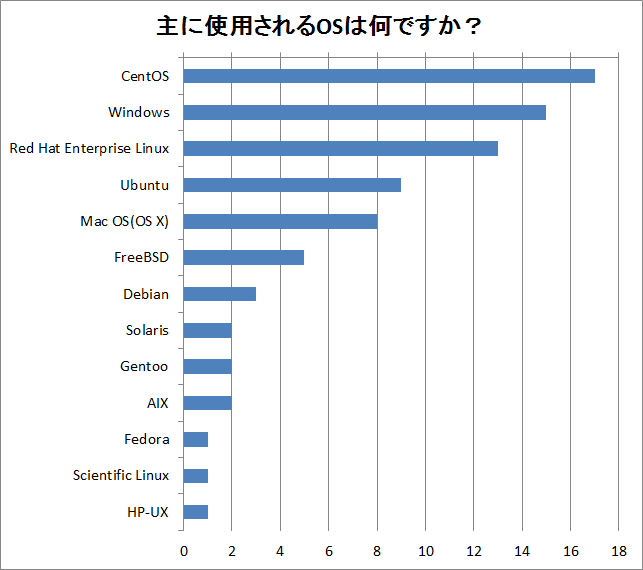 主に使用されるOSは何ですか？
CentOS
Windows
Red Hat Enterprise Linux
Ubuntu
Mac OS(OS X)
FreeBSD
Debian
Solaris
Gentoo
AIX
Fedora
Scientific Linux
HP-UX
0 2 4 6 8 10 12 14 16 18